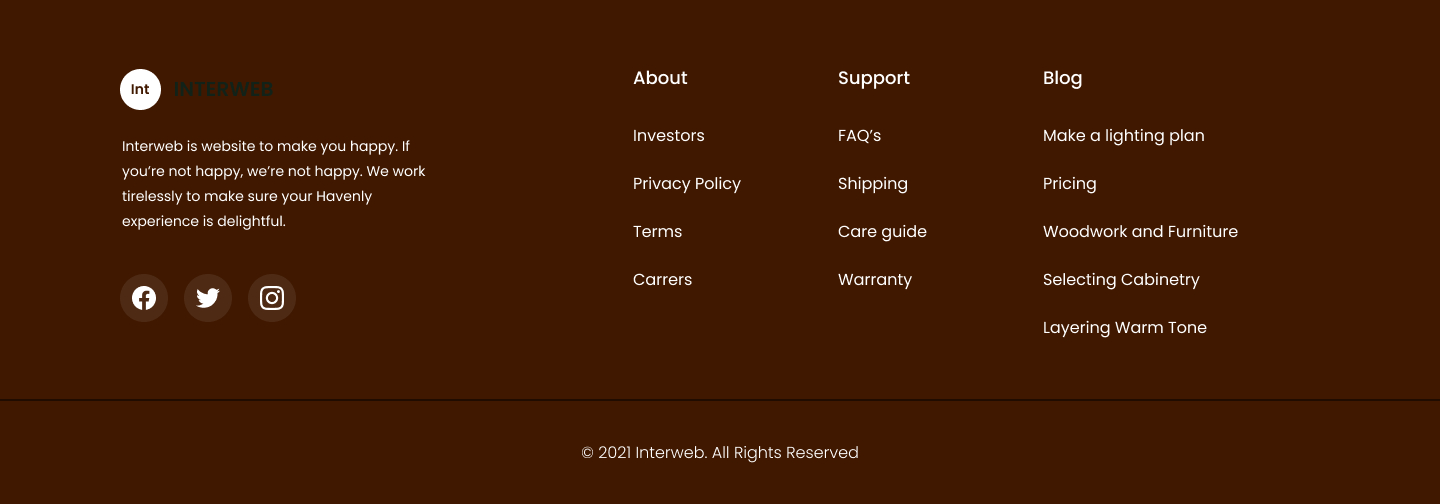 Int
INTERWEB
Interweb is website to make you happy. If
you’re not happy, we’re not happy. We work
tirelessly to make sure your Havenly
experience is delightful.
About
Investors
Privacy Policy
Terms
Carrers
Support
FAQ’s
Shipping
Care guide
Warranty
Blog
Make a lighting plan
Pricing
Woodwork and Furniture
Selecting Cabinetry
Layering Warm Tone
© 2021 Interweb. All Rights Reserved